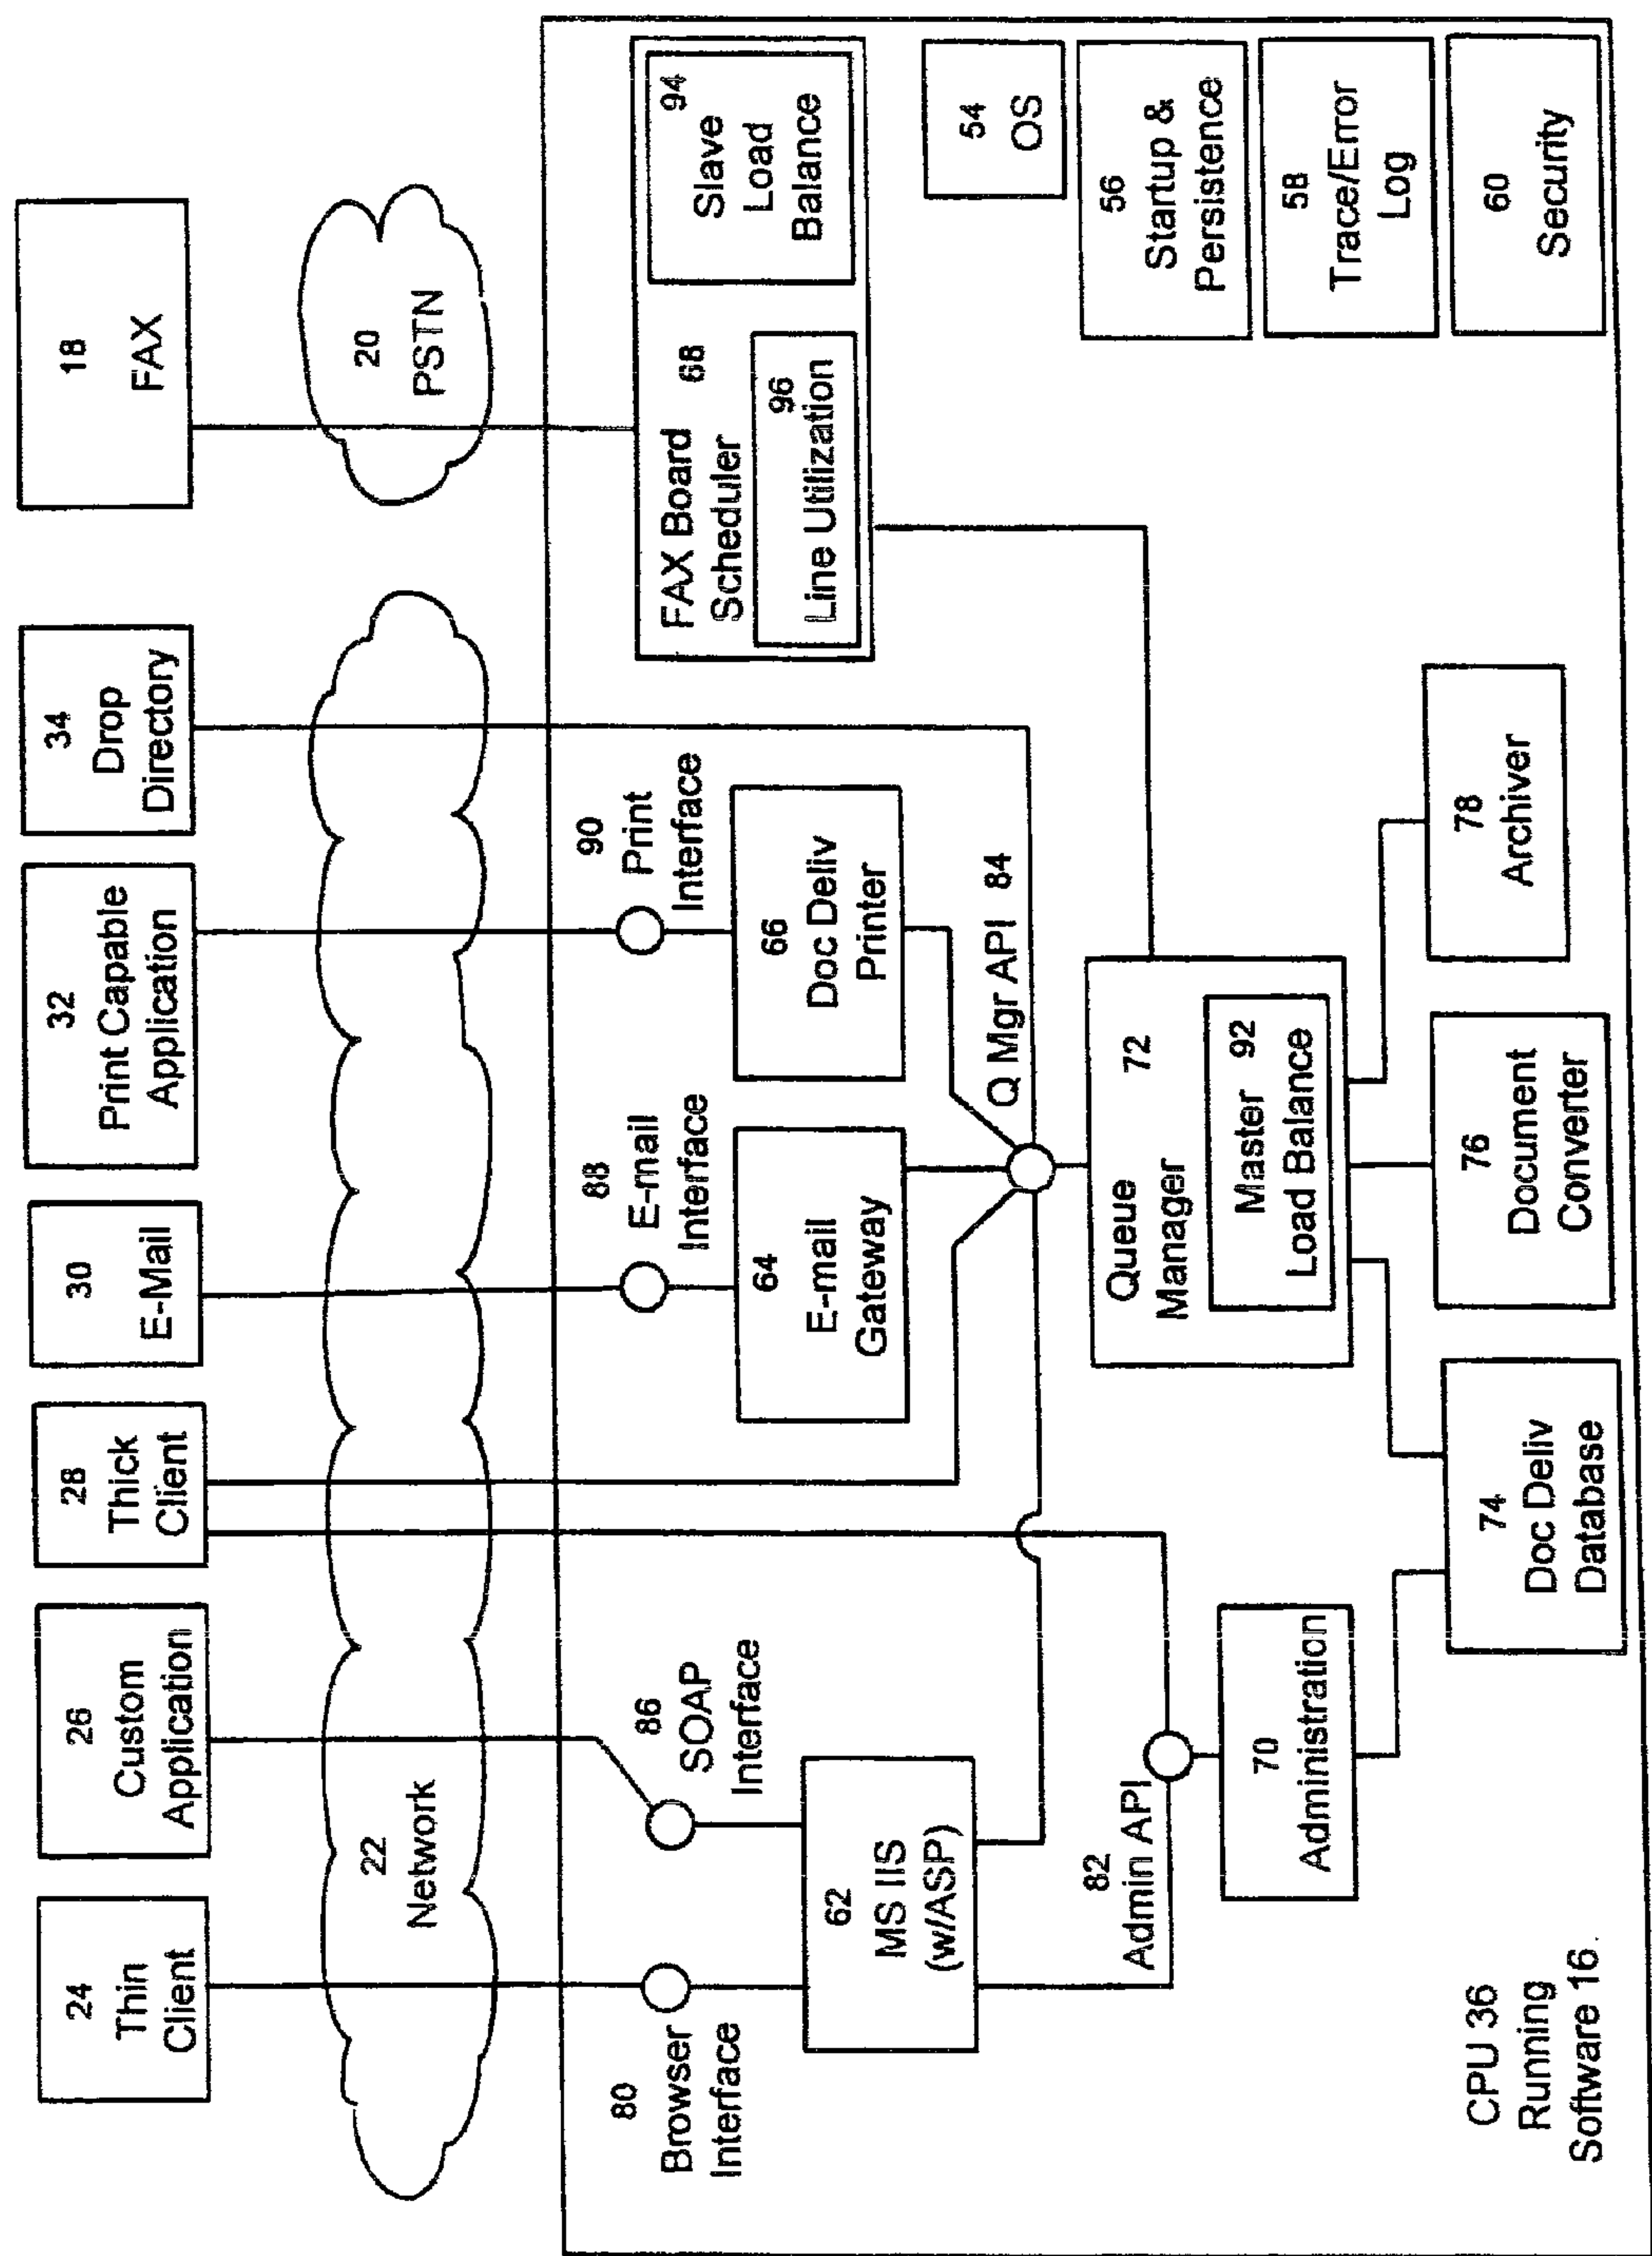 24
Thin
Client
26
Custom
Application
28
Thick
Client
30
E-Mail
32
Print Capable
Application
34
Drop
Directory
18
FAX
22
Network
20
PSTN
80
Browser
Interface
86
SOAP
Interface
88
E-mail
Interface
90
Print
Interface
FAX Board
Scheduler
68
94
Slave
Load
Balance
96
Line Utilization
62
MS IIS
(w/ASP)
64
E-mail
Gateway
66
Doc Deliv
Printer
Q Mgr API 84
82
Admin API
54
OS
56
Startup &
Persistence
58
Trace/Error
Log
60
Security
Queue
Manager
72
Master 92
Load Balance
70
Administration
74
Doc Deliv
Database
76
Document
Converter
78
Archiver
CPU 36
Running
Software 16.